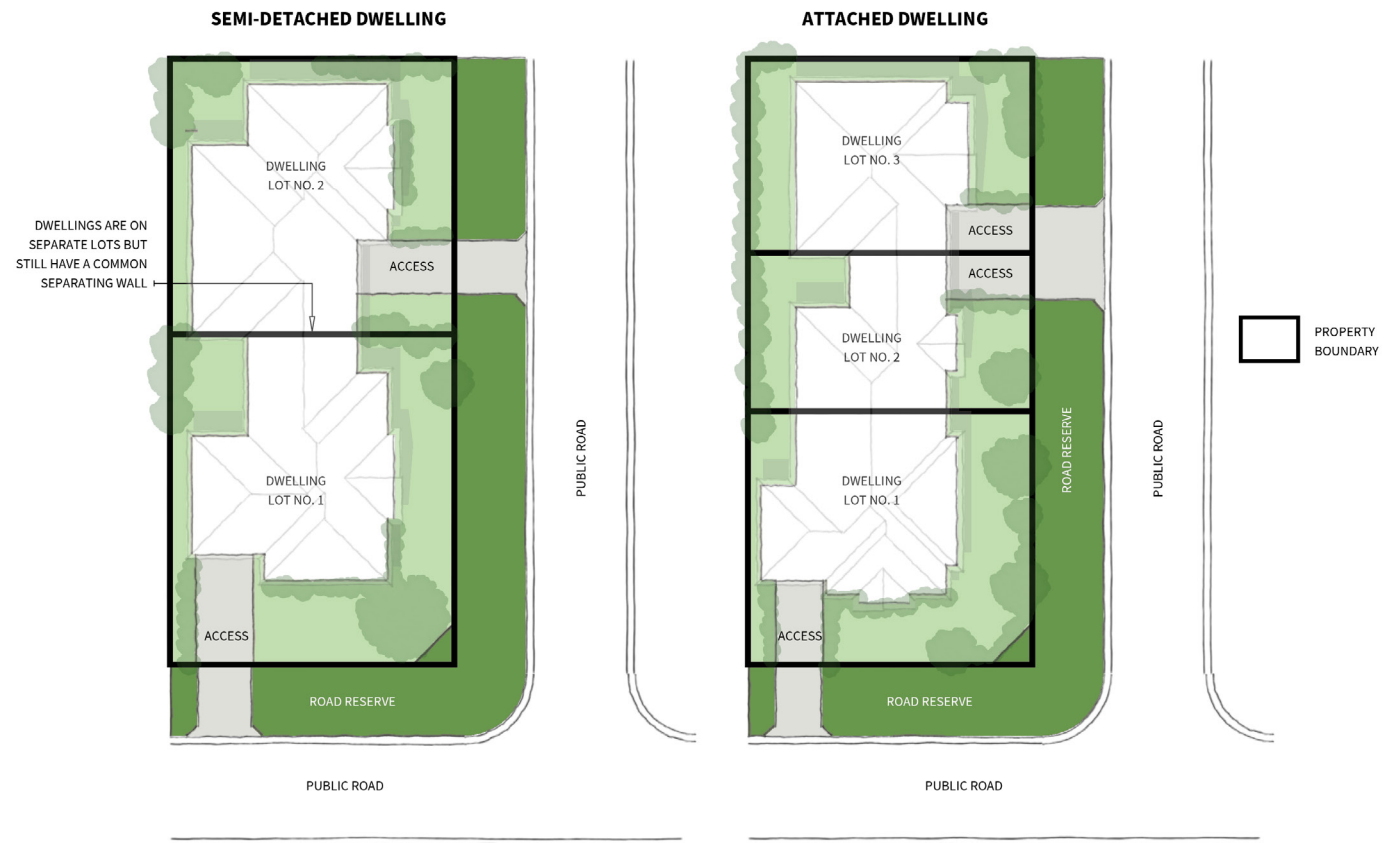 SEMI-DETACHED DWELLING
DWELLING
LOT NO. 2
DWELLINGS ARE ON
SEPARATE LOTS BUT
STILL HAVE A COMMON
SEPARATING WALL
ACCESS
DWELLING
LOT NO. 1
ACCESS
ROAD RESERVE
PUBLIC ROAD
PUBLIC ROAD
ATTACHED DWELLING
DWELLING
LOT NO. 3
ACCESS
ACCESS
DWELLING
LOT NO. 2
DWELLING
LOT NO. 1
ACCESS
ROAD RESERVE
ROAD RESERVE
PUBLIC ROAD
PUBLIC ROAD
PROPERTY
BOUNDARY